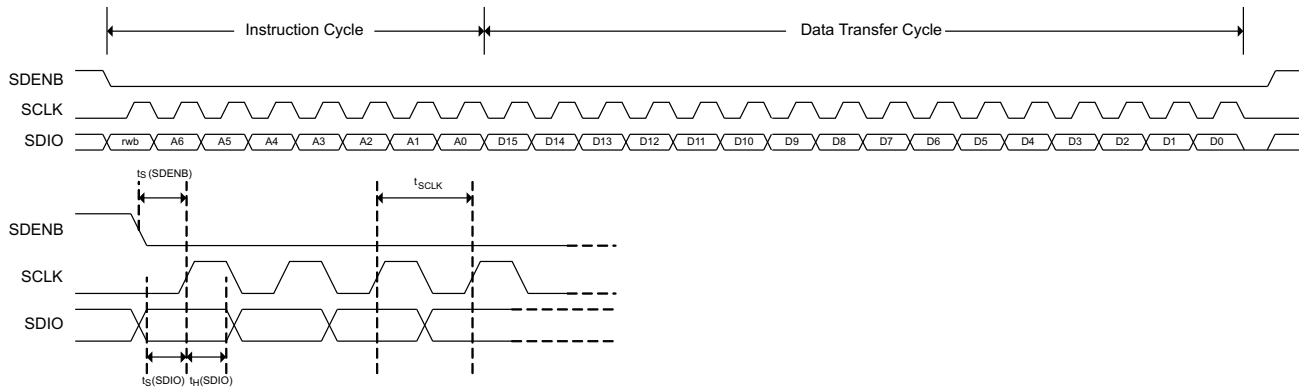 Instruction Cycle
Data Transfer Cycle
SDENB
SCLK
SDIO
rwb A6 A5 A4 A3 A2 A1 A0 D15 D14 D13 D12 D11 D10 D9 D8 D7 D6 D5 D4 D3 D2 D1 D0
tS(SDENB)
tSCLK
SDENB
SCLK
SDIO
tS(SDIO) tH(SDIO)